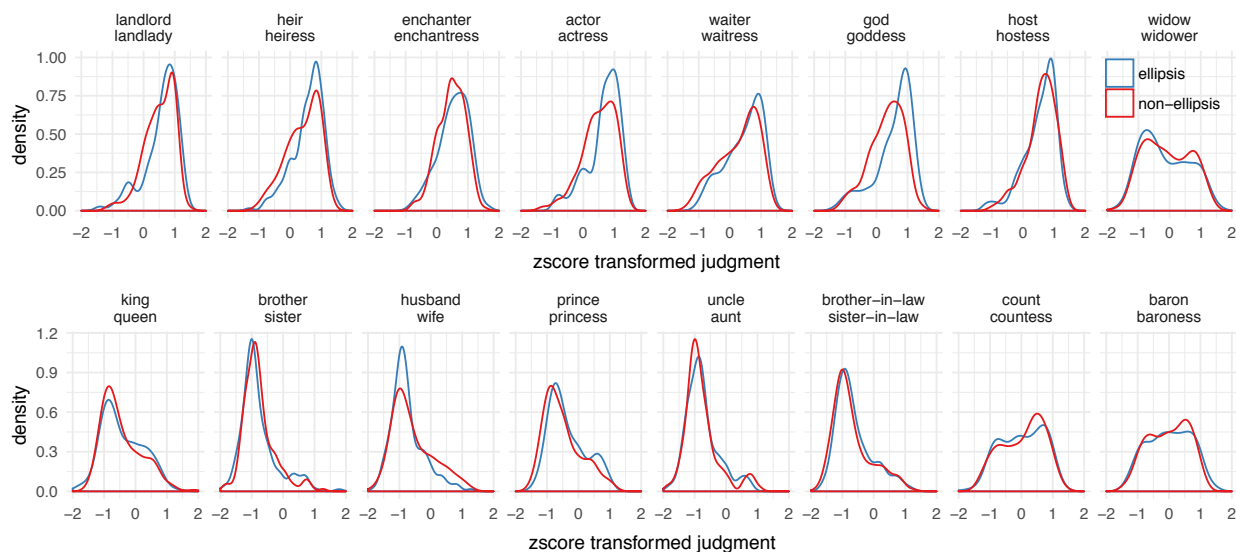 landlord heir enchanter actor waiter god host widow
landlady heiress enchantress actress waitress goddess hostess widower
1.00
0.75
0.50
0.25
0.00
density
ellipsis
non−ellipsis
−2 −1 0 1 2 −2 −1 0 1 2 −2 −1 0 1 2 −2 −1 0 1 2 −2 −1 0 1 2 −2 −1 0 1 2 −2 −1 0 1 2 −2 −1 0 1 2
zscore transformed judgment
king brother husband prince uncle brother−in−law count baron
queen sister wife princess aunt sister−in−law countess baroness
1.2
0.9
0.6
0.3
0.0
density
−2 −1 0 1 2 −2 −1 0 1 2 −2 −1 0 1 2 −2 −1 0 1 2 −2 −1 0 1 2 −2 −1 0 1 2 −2 −1 0 1 2 −2 −1 0 1 2
zscore transformed judgment